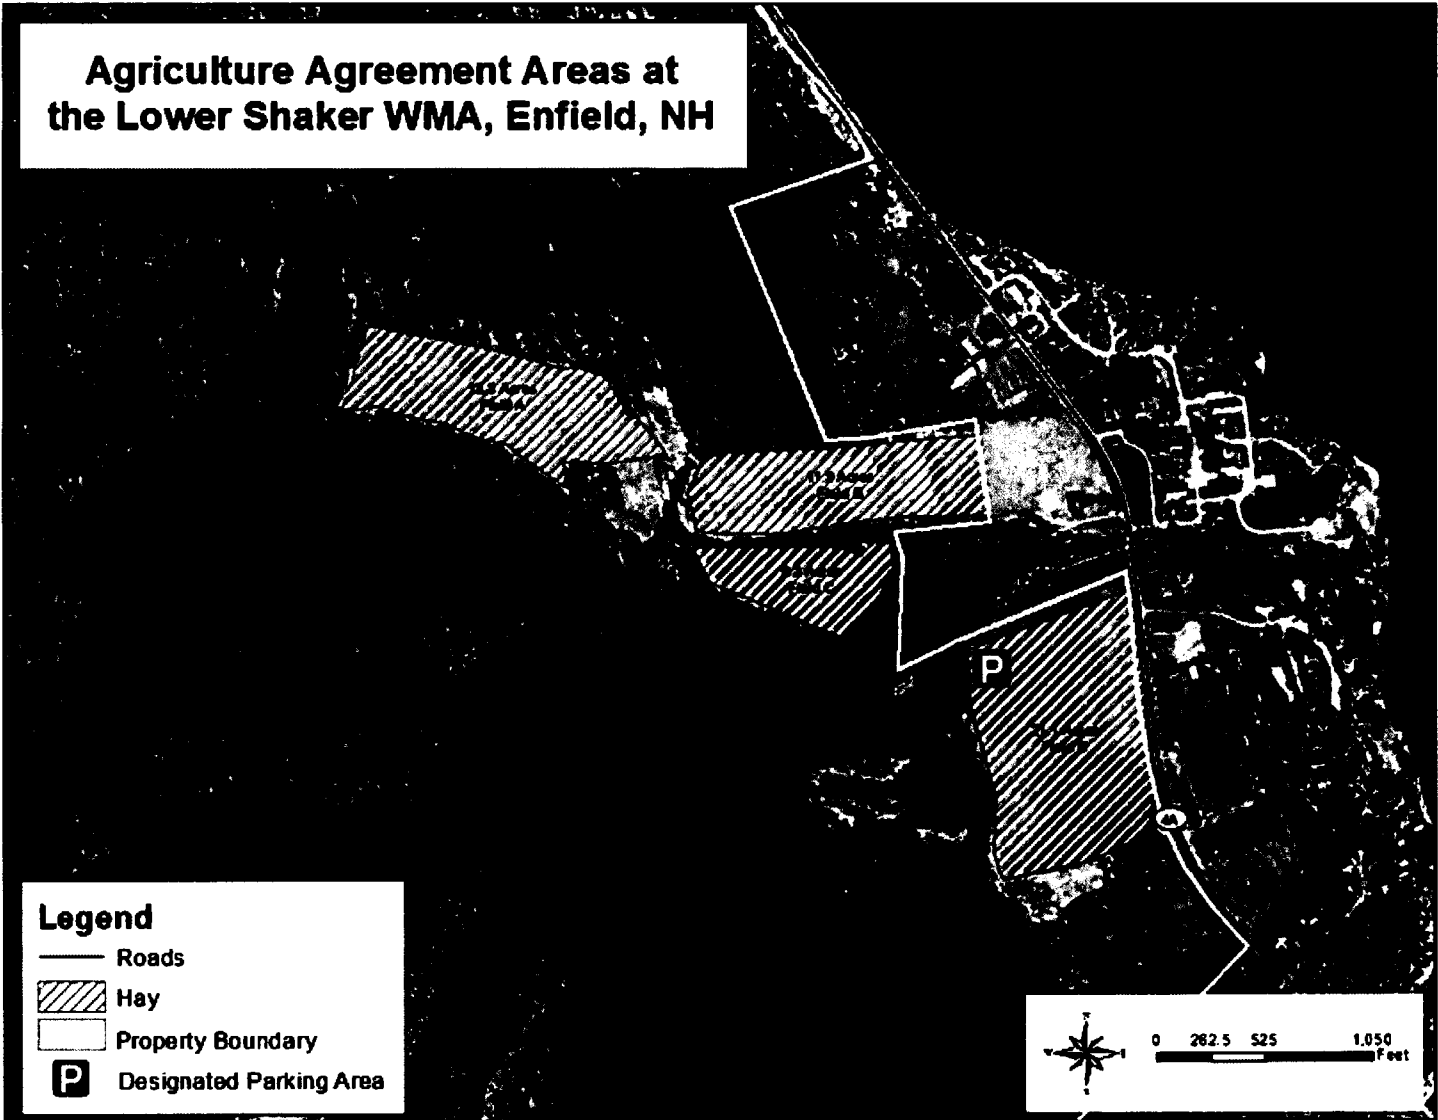 Agriculture Agreement Areas at
the Lower Shaker WMA, Enfield, NH
P
Legend
Roads
Hay
Property Boundary
P Designated Parking Area
0 262.5 525 1,050
Feet